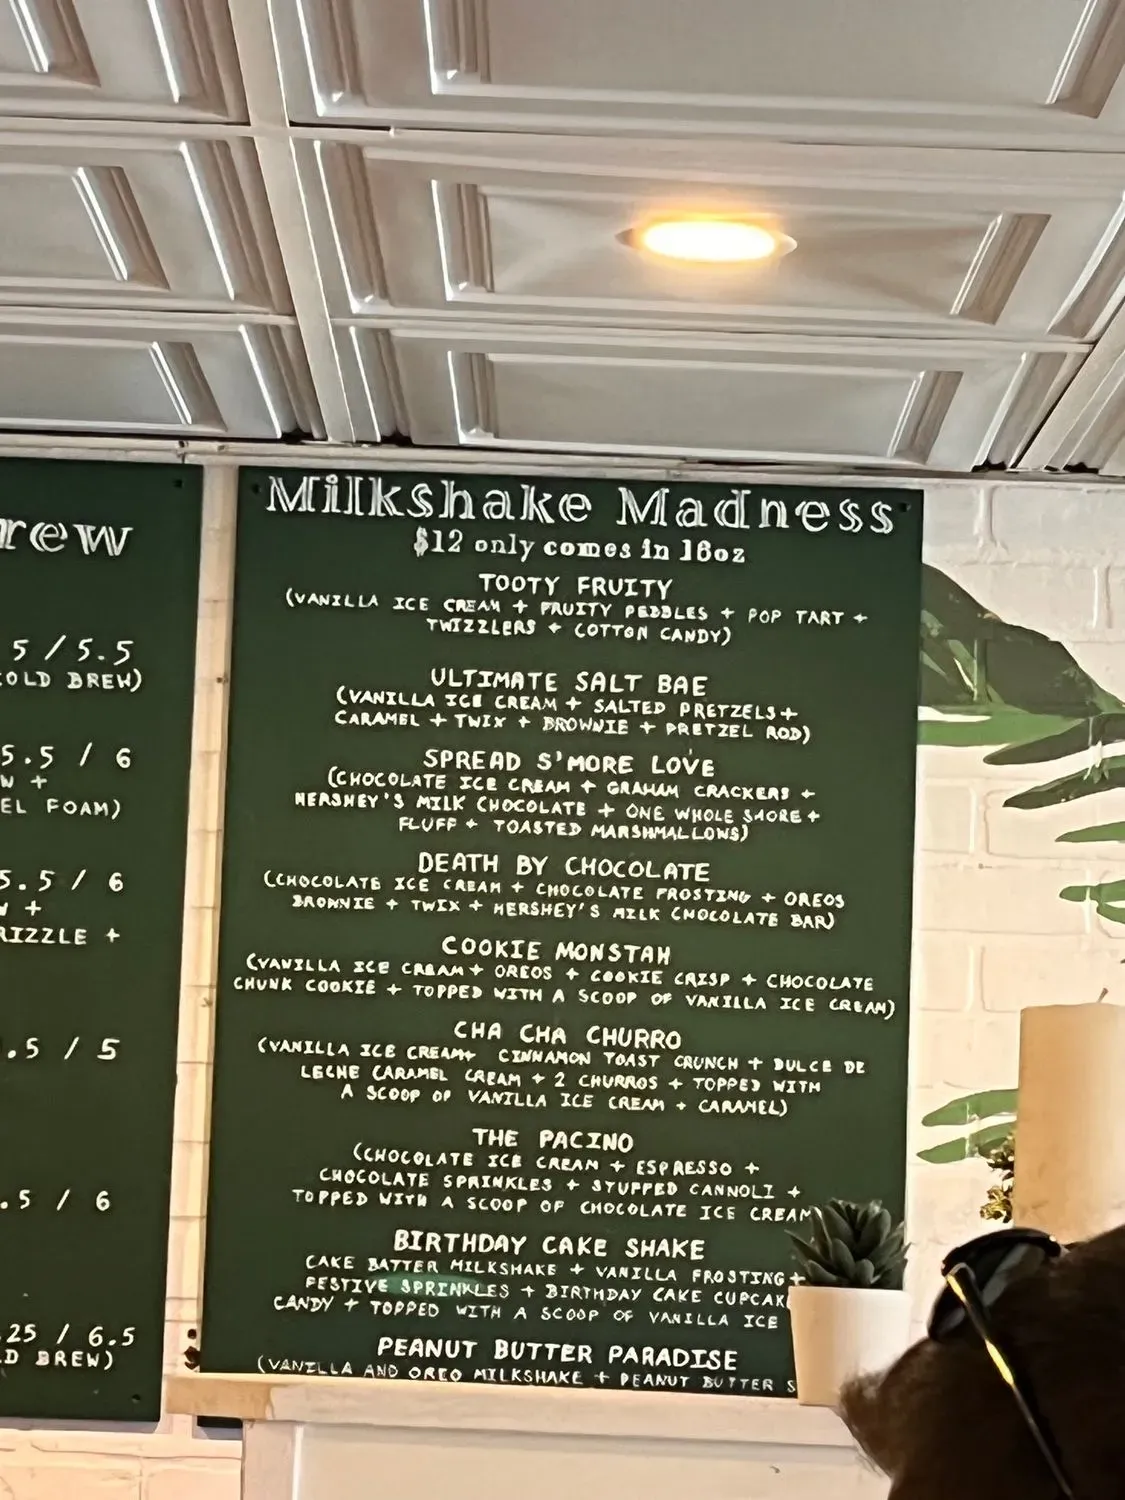 rew
5 / 5.5
OLD BREW)
5.5 / 6
W +
EL FOAM)
5.5 / 6
W +
RIZZLE +
.5 / 5
.5 / 6
25 / 6.5
D BREW)
Milkshake Madness
$12 only comes in 16oz
TOOTY FRUITY
(VANILLA ICE CREAM + FRUITY PEBBLES + POP TART +
TWIZZLERS + COTTON CANDY)
ULTIMATE SALT BAE
(VANILLA ICE CREAM + SALTED PRETZELS +
CARAMEL + TWIX + BROWNIE + PRETZEL ROD)
SPREAD S'MORE LOVE
(CHOCOLATE ICE CREAM + GRAHAM CRACKERS +
HERSHEY'S MILK CHOCOLATE + ONE WHOLE SMORE +
FLUFF + TOASTED MARSHMALLOWS)
DEATH BY CHOCOLATE
(CHOCOLATE ICE CREAM + CHOCOLATE FROSTING + OREOS
BROWNIE + TWIX + HERSHEY'S MILK CHOCOLATE BAR)
COOKIE MONSTAH
(VANILLA ICE CREAM + OREOS + COOKIE CRISP + CHOCOLATE
CHUNK COOKIE + TOPPED WITH A SCOOP OF VANILLA ICE CREAM)
CHA CHA CHURRO
(VANILLA ICE CREAM + CINNAMON TOAST CRUNCH + DULCE DE
LECHE CARAMEL CREAM + 2 CHURROS + TOPPED WITH
A SCOOP OF VANILLA ICE CREAM + CARAMEL)
THE PACINO
(CHOCOLATE ICE CREAM + ESPRESSO +
CHOCOLATE SPRINKLES + STUFFED CANNOLI +
TOPPED WITH A SCOOP OF CHOCOLATE ICE CREAM)
BIRTHDAY CAKE SHAKE
CAKE BATTER MILKSHAKE + VANILLA FROSTING +
FESTIVE SPRINKLES + BIRTHDAY CAKE CUPCAK
CANDY + TOPPED WITH A SCOOP OF VANILLA ICE
PEANUT BUTTER PARADISE
(VANILLA AND OREO MILKSHAKE + PEANUT BUTTER S